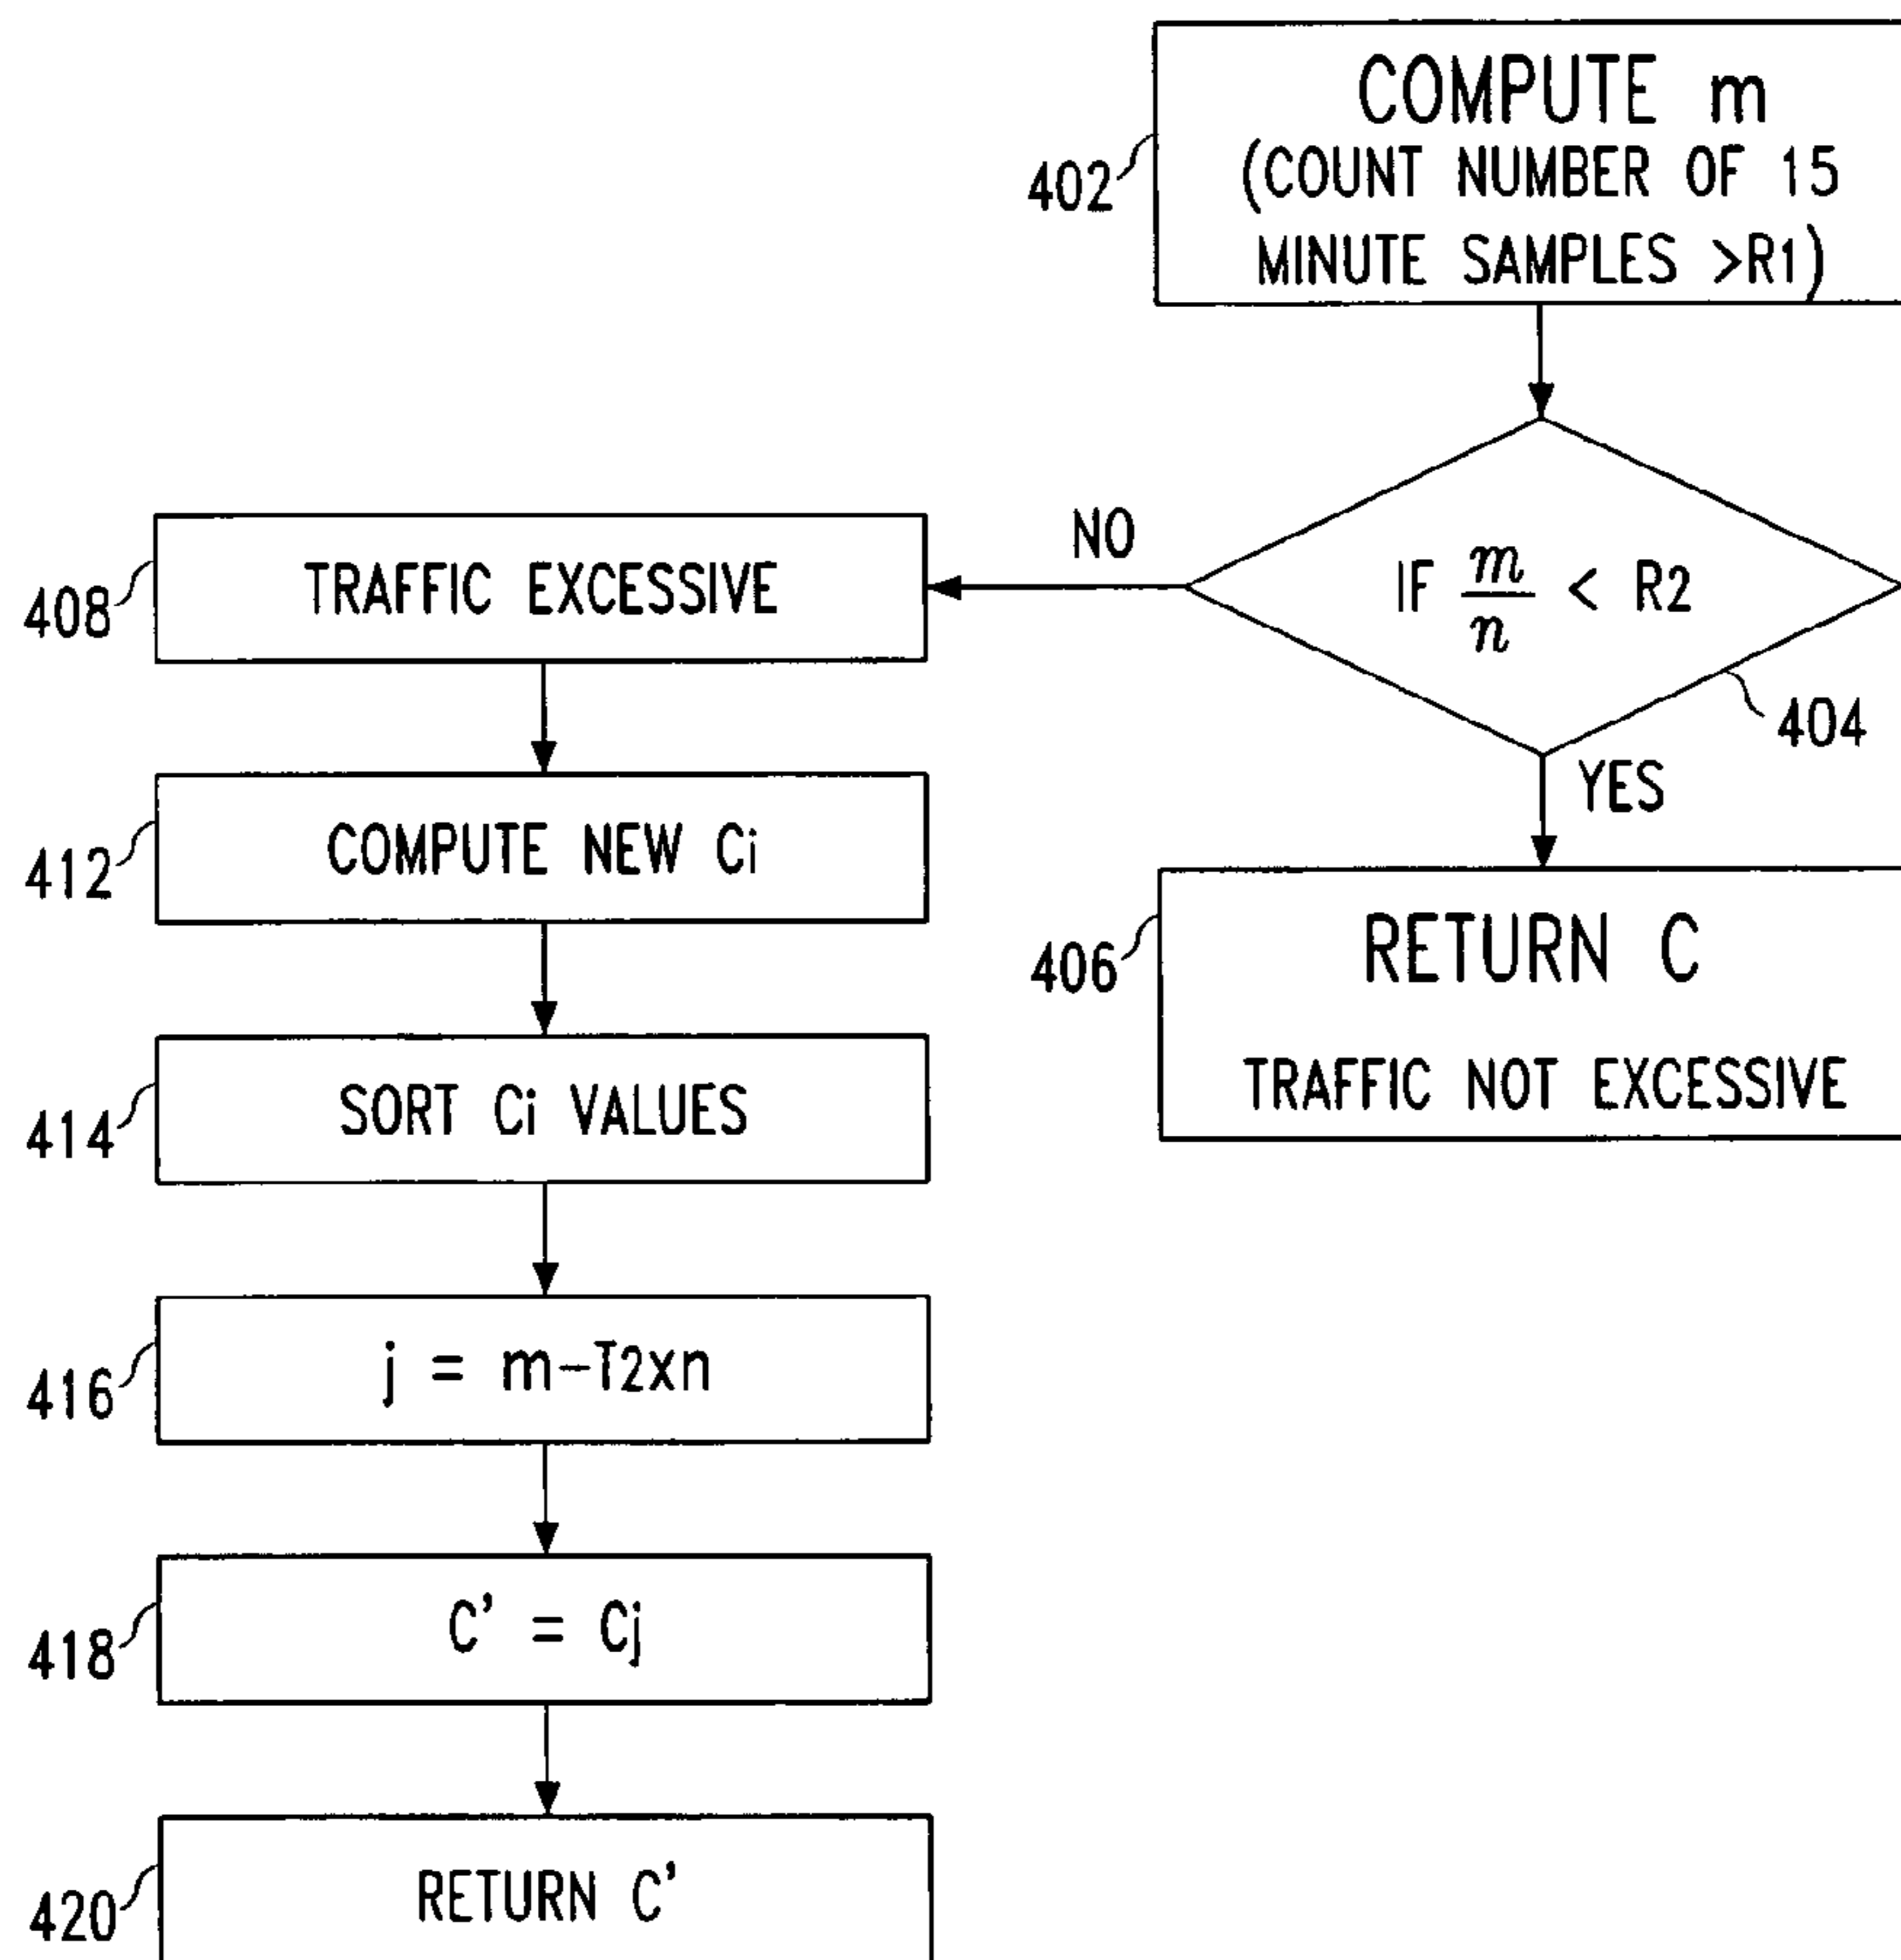 COMPUTE m
(COUNT NUMBER OF 15
MINUTE SAMPLES >R1)
402
IF m/n < R2
404
NO
YES
TRAFFIC EXCESSIVE
408
COMPUTE NEW Ci
412
RETURN C
TRAFFIC NOT EXCESSIVE
406
SORT Ci VALUES
414
j = m-T2xn
416
C' = Cj
418
RETURN C'
420